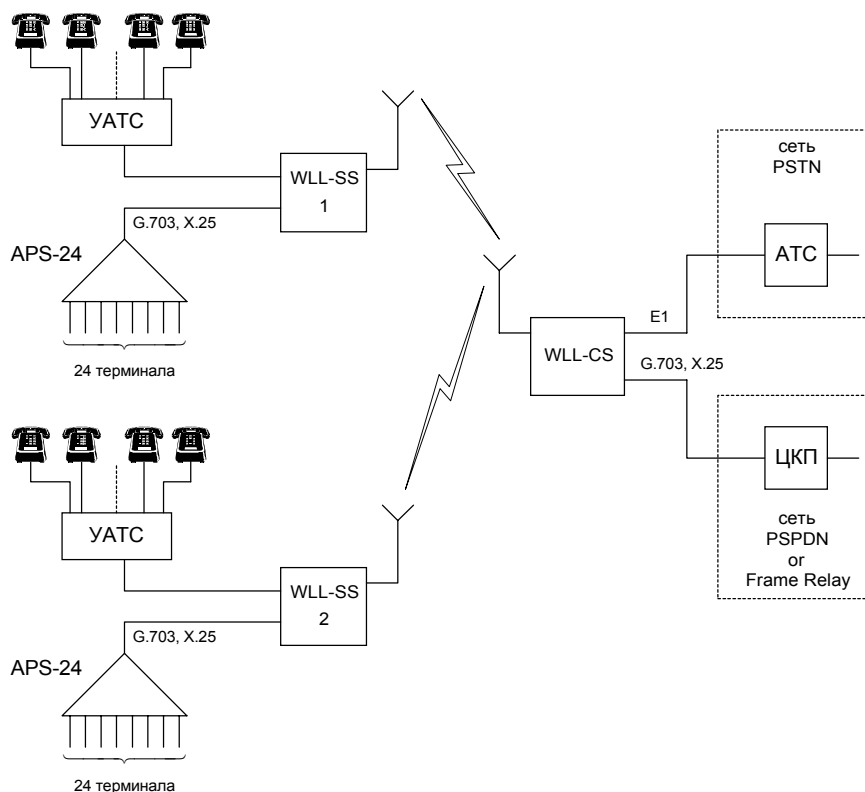 УАТС
WLL-SS
1
G.703, X.25
APS-24
24 терминала
УАТС
WLL-SS
2
G.703, X.25
APS-24
24 терминала
WLL-CS
E1
G.703, X.25
сеть
PSTN
АТС
ЦКП
сеть
PSPDN
or
Frame Relay